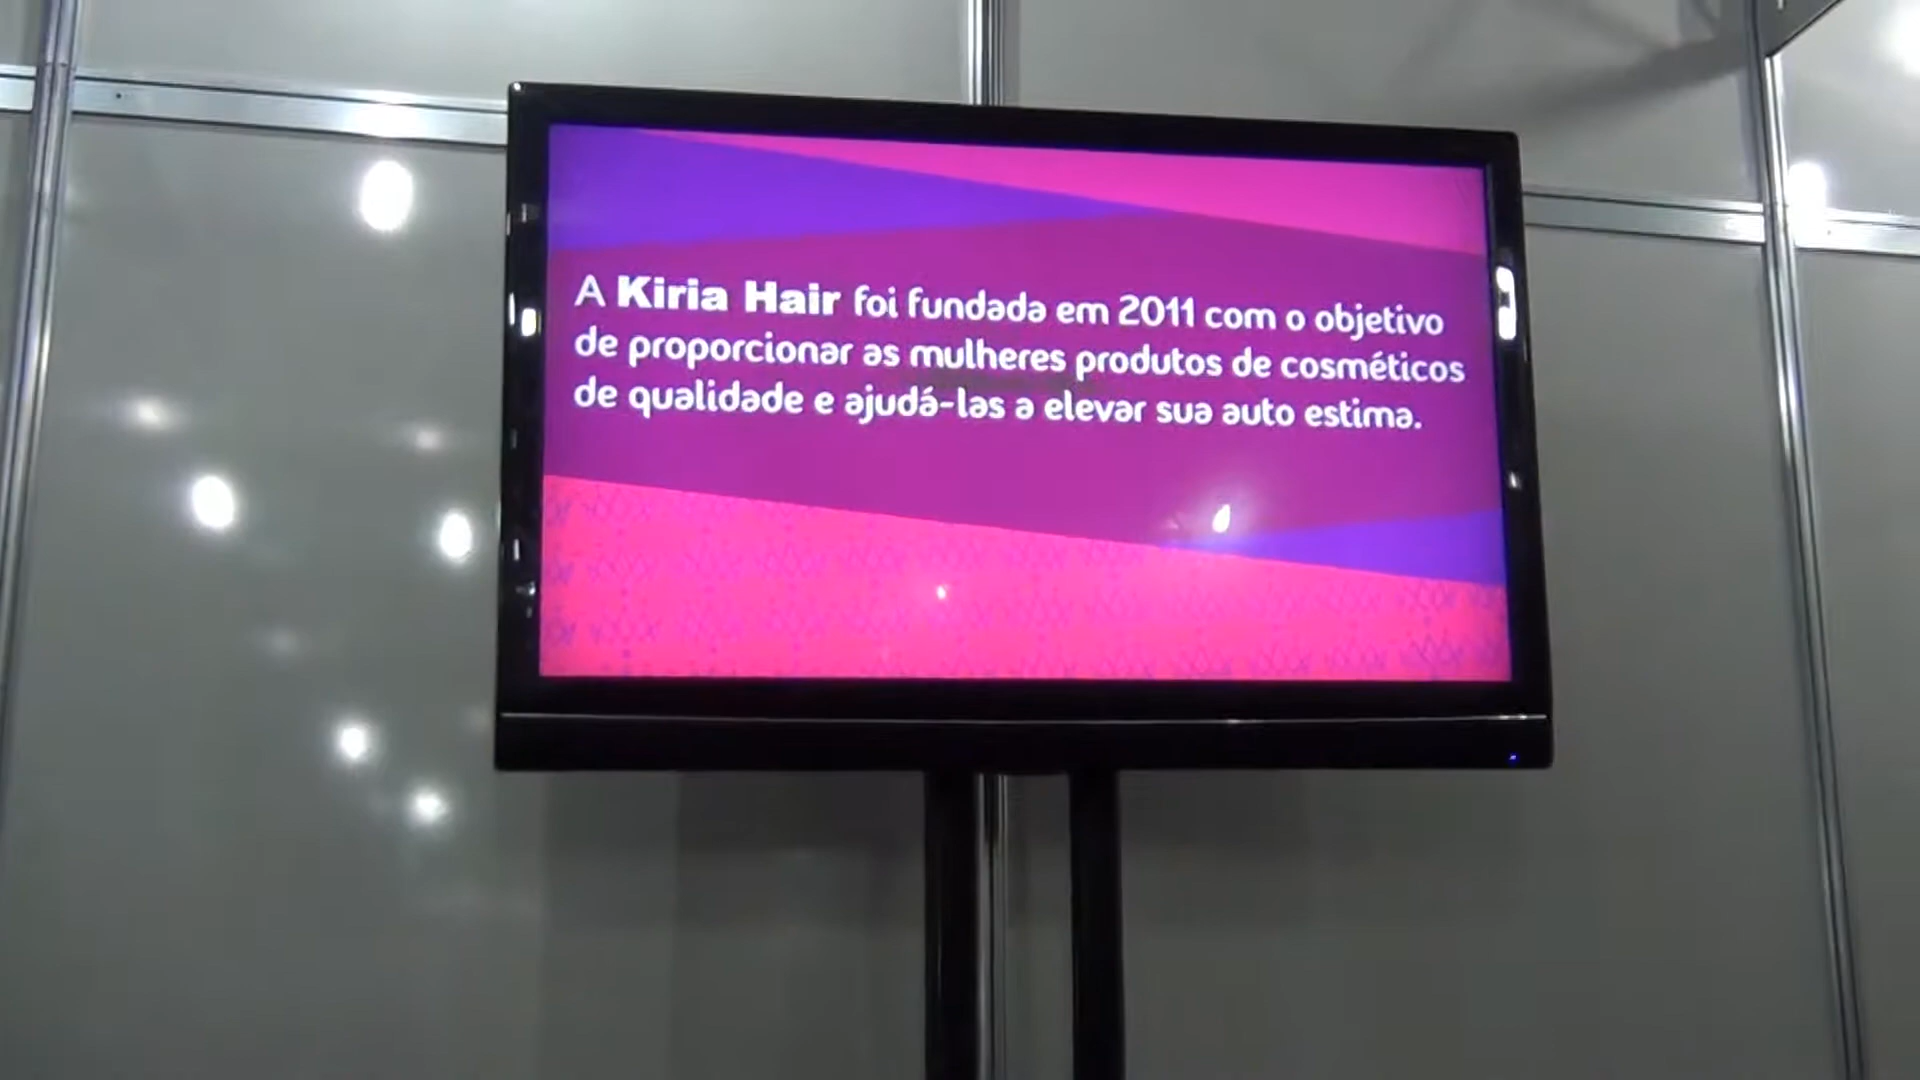 A Kiria Hair foi fundada em 2011 com o objetivo
de proporcionar as mulheres produtos de cosméticos
de qualidade e ajudá-las a elevar sua auto estima.